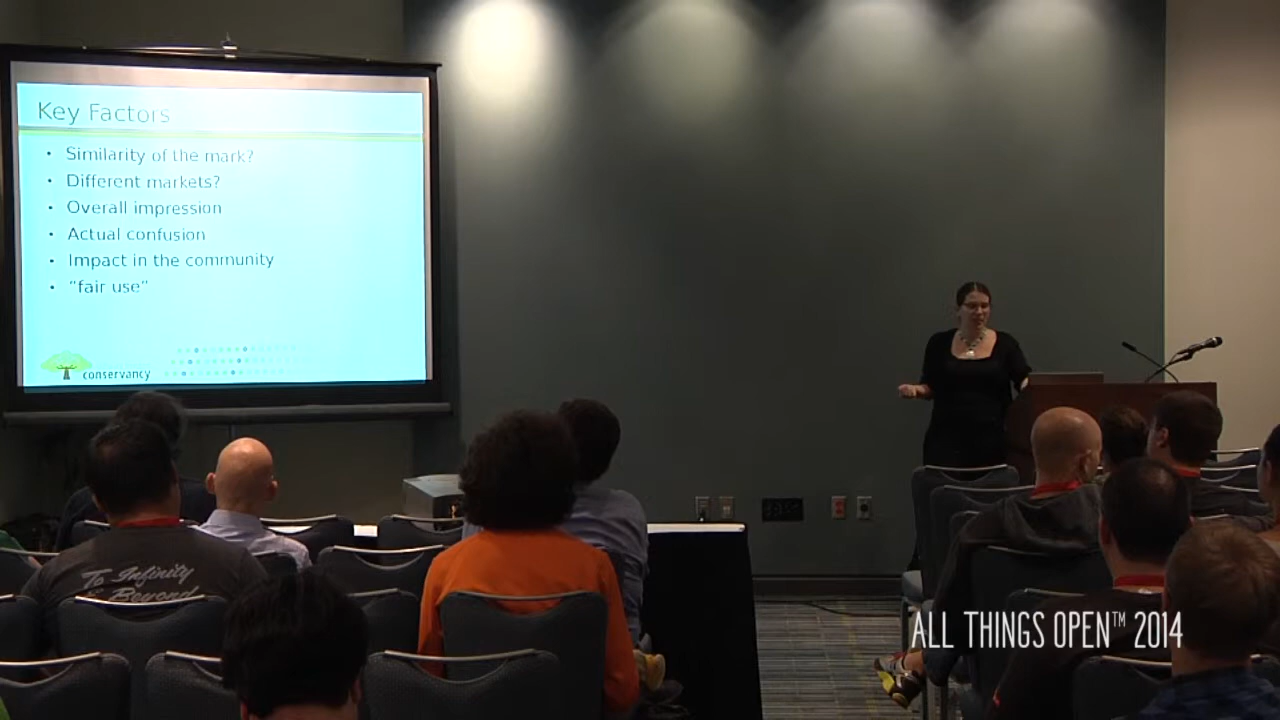 Key Factors
• Similarity of the mark?
• Different markets?
• Overall impression
• Actual confusion
• Impact in the community
• "fair use"
conservancy
To Infinity
& Beyond
ALL THINGS OPEN™ 2014